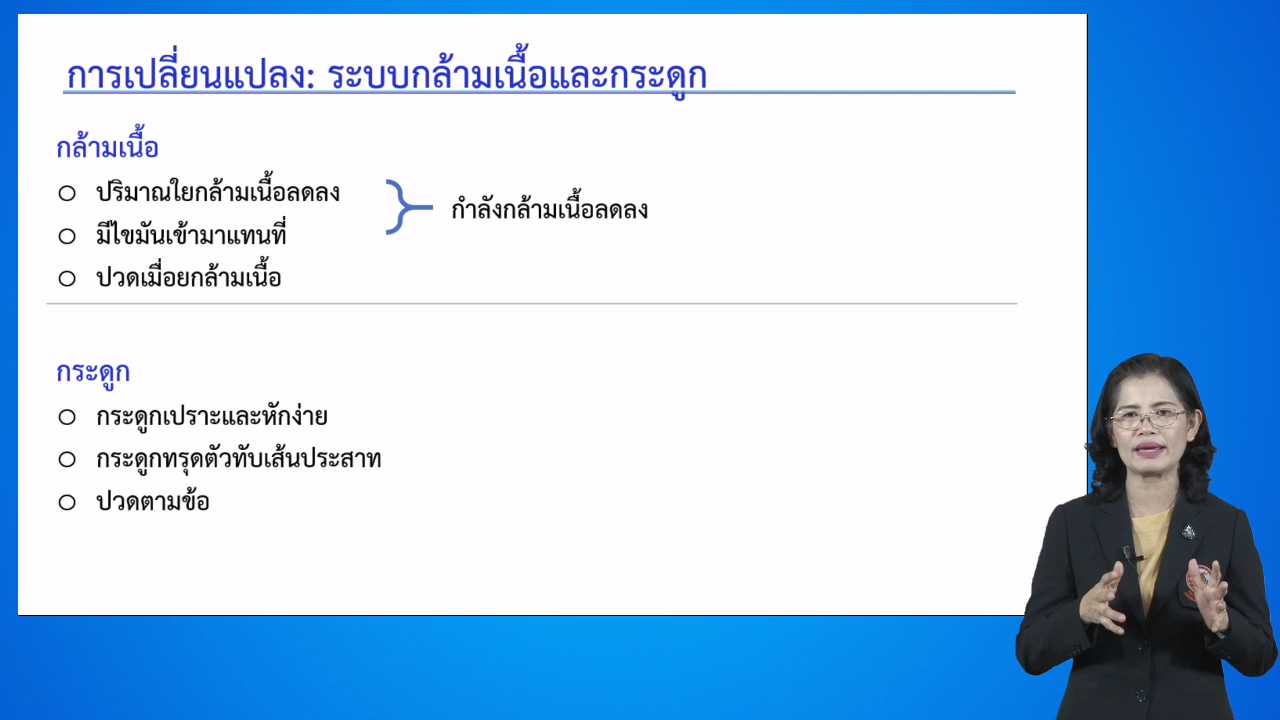 การเปลี่ยนแปลง: ระบบกล้ามเนื้อและกระดูก
กล้ามเนื้อ
ปริมาณใยกล้ามเนื้อลดลง
มีไขมันเข้ามาแทนที่
กำลังกล้ามเนื้อลดลง
ปวดเมื่อยกล้ามเนื้อ
กระดูก
กระดูกเปราะและหักง่าย
กระดูกทรุดตัวทับเส้นประสาท
ปวดตามข้อ